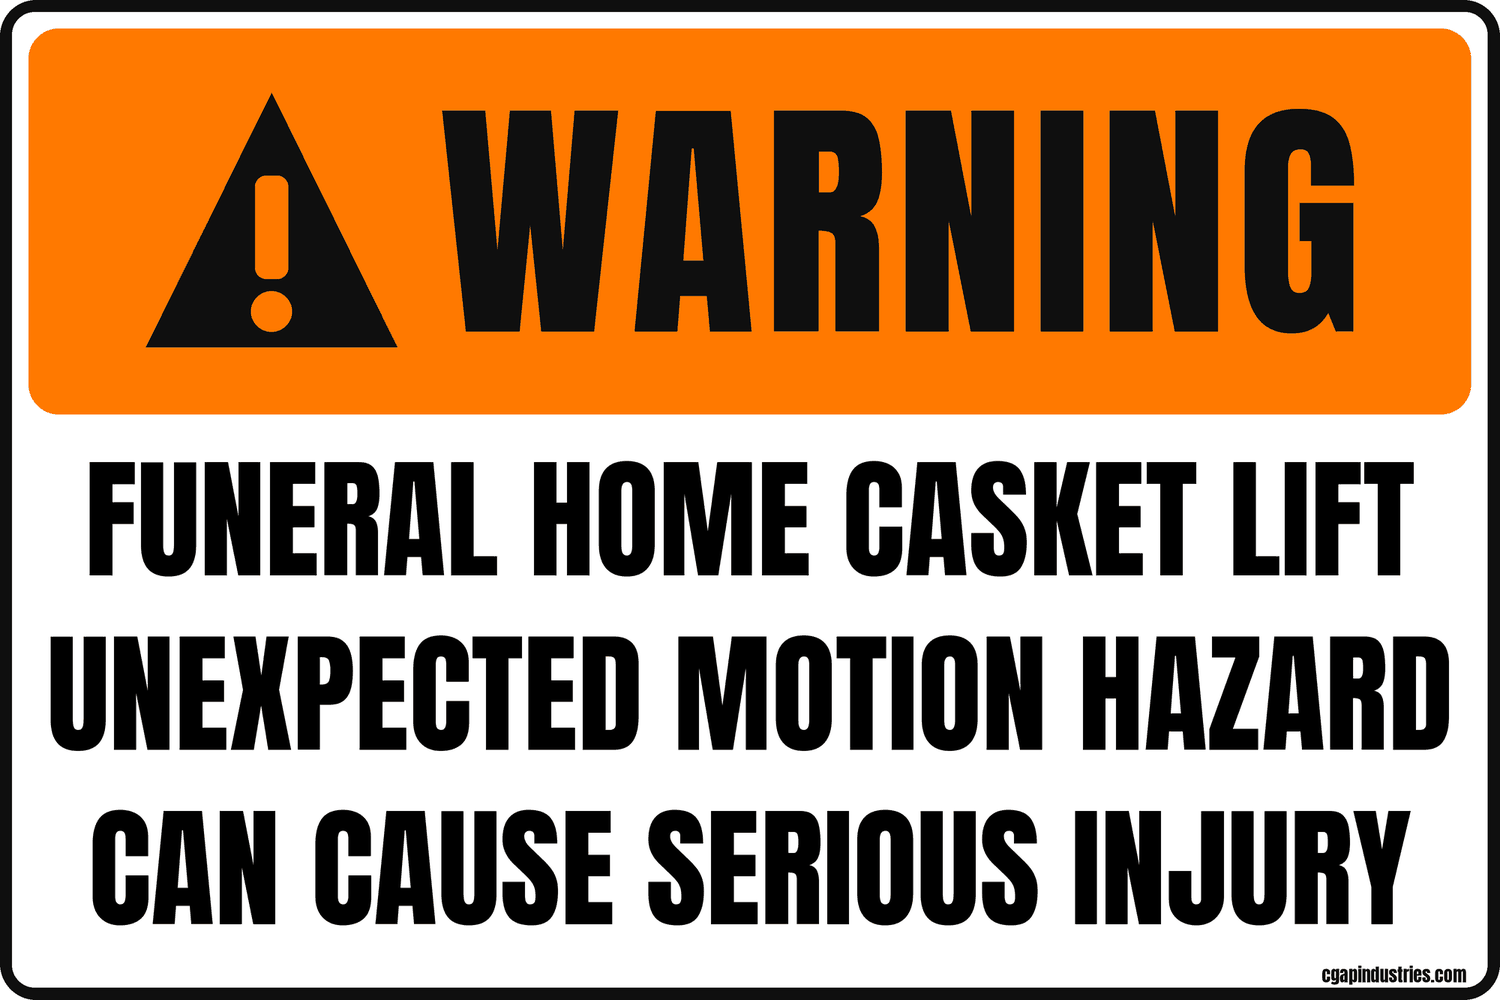 WARNING
FUNERAL HOME CASKET LIFT
UNEXPECTED MOTION HAZARD
CAN CAUSE SERIOUS INJURY
cgapindustries.com